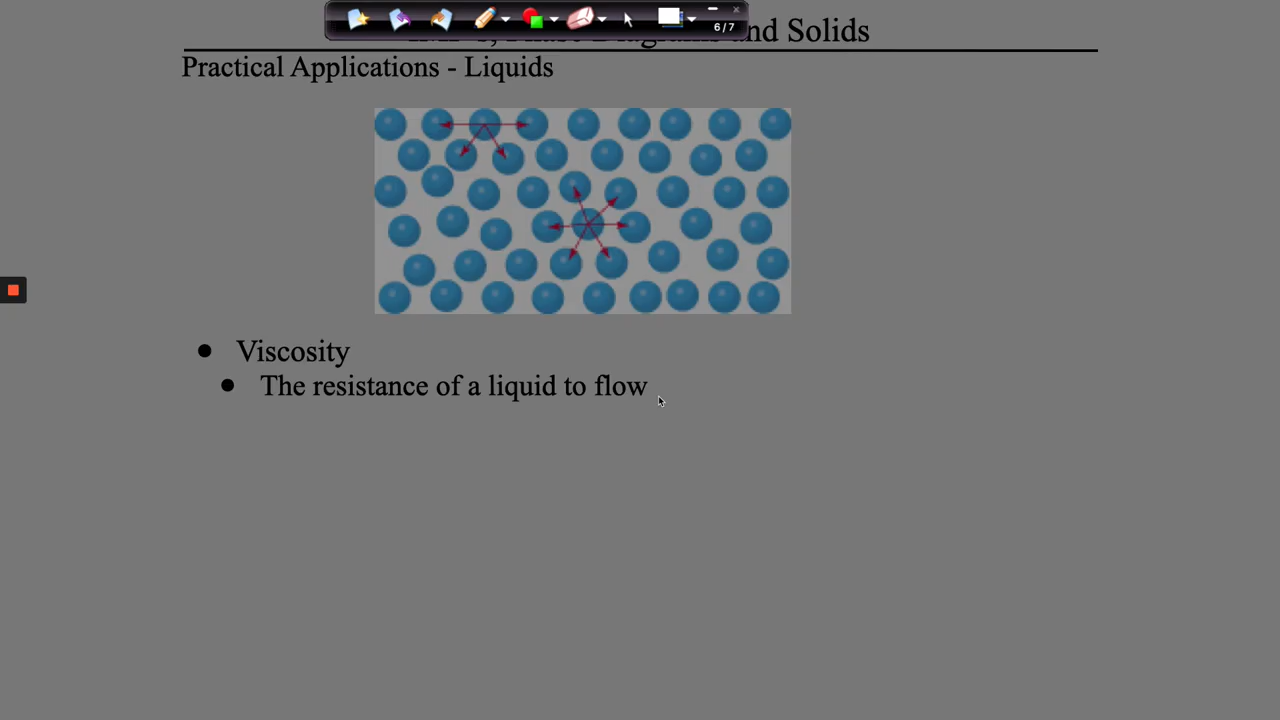 6/7
and Solids
Practical Applications - Liquids
● Viscosity
● The resistance of a liquid to flow